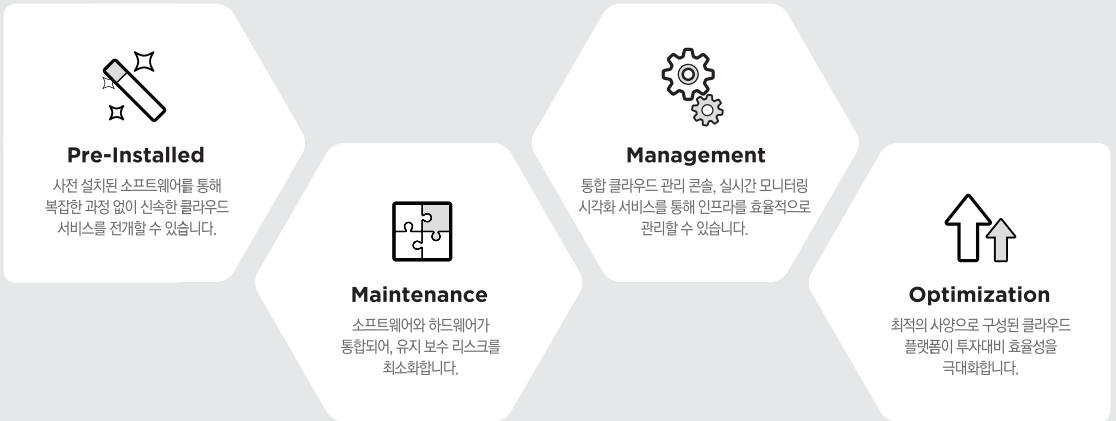 Pre-Installed
사전 설치된 소프트웨어를 통해
복잡한 과정 없이 신속한 클라우드
서비스를 전개할 수 있습니다.
Maintenance
소프트웨어와 하드웨어가
통합되어, 유지 보수 리스크를
최소화합니다.
Management
통합 클라우드 관리 콘솔, 실시간 모니터링
시각화 서비스를 통해 인프라를 효율적으로
관리할 수 있습니다.
Optimization
최적의 사양으로 구성된 클라우드
플랫폼이 투자대비 효율성을
극대화합니다.